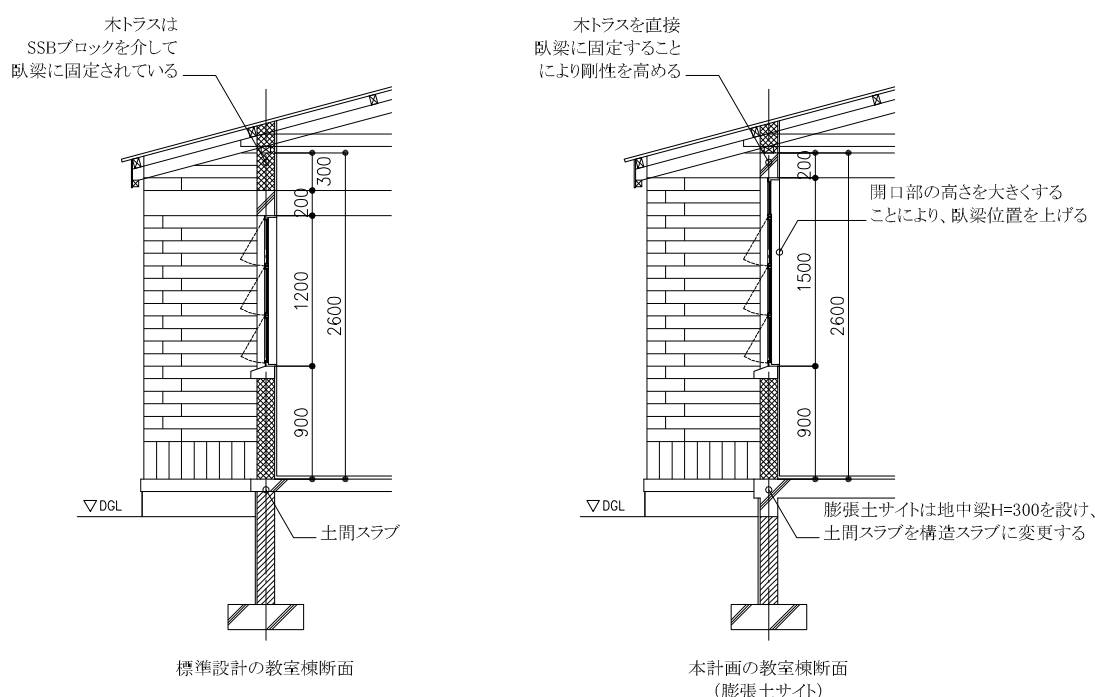 木トラスは
SSBブロックを介して
臥梁に固定されている
300
200
1200
2600
900
▽DGL
土間スラブ
標準設計の教室棟断面
木トラスを直接
臥梁に固定すること
により剛性を高める
200
開口部の高さを大きくする
ことにより、臥梁位置を上げる
1500
2600
900
▽DGL
膨張土サイトは地中梁H=300を設け、
土間スラブを構造スラブに変更する
本計画の教室棟断面
(膨張土サイト)